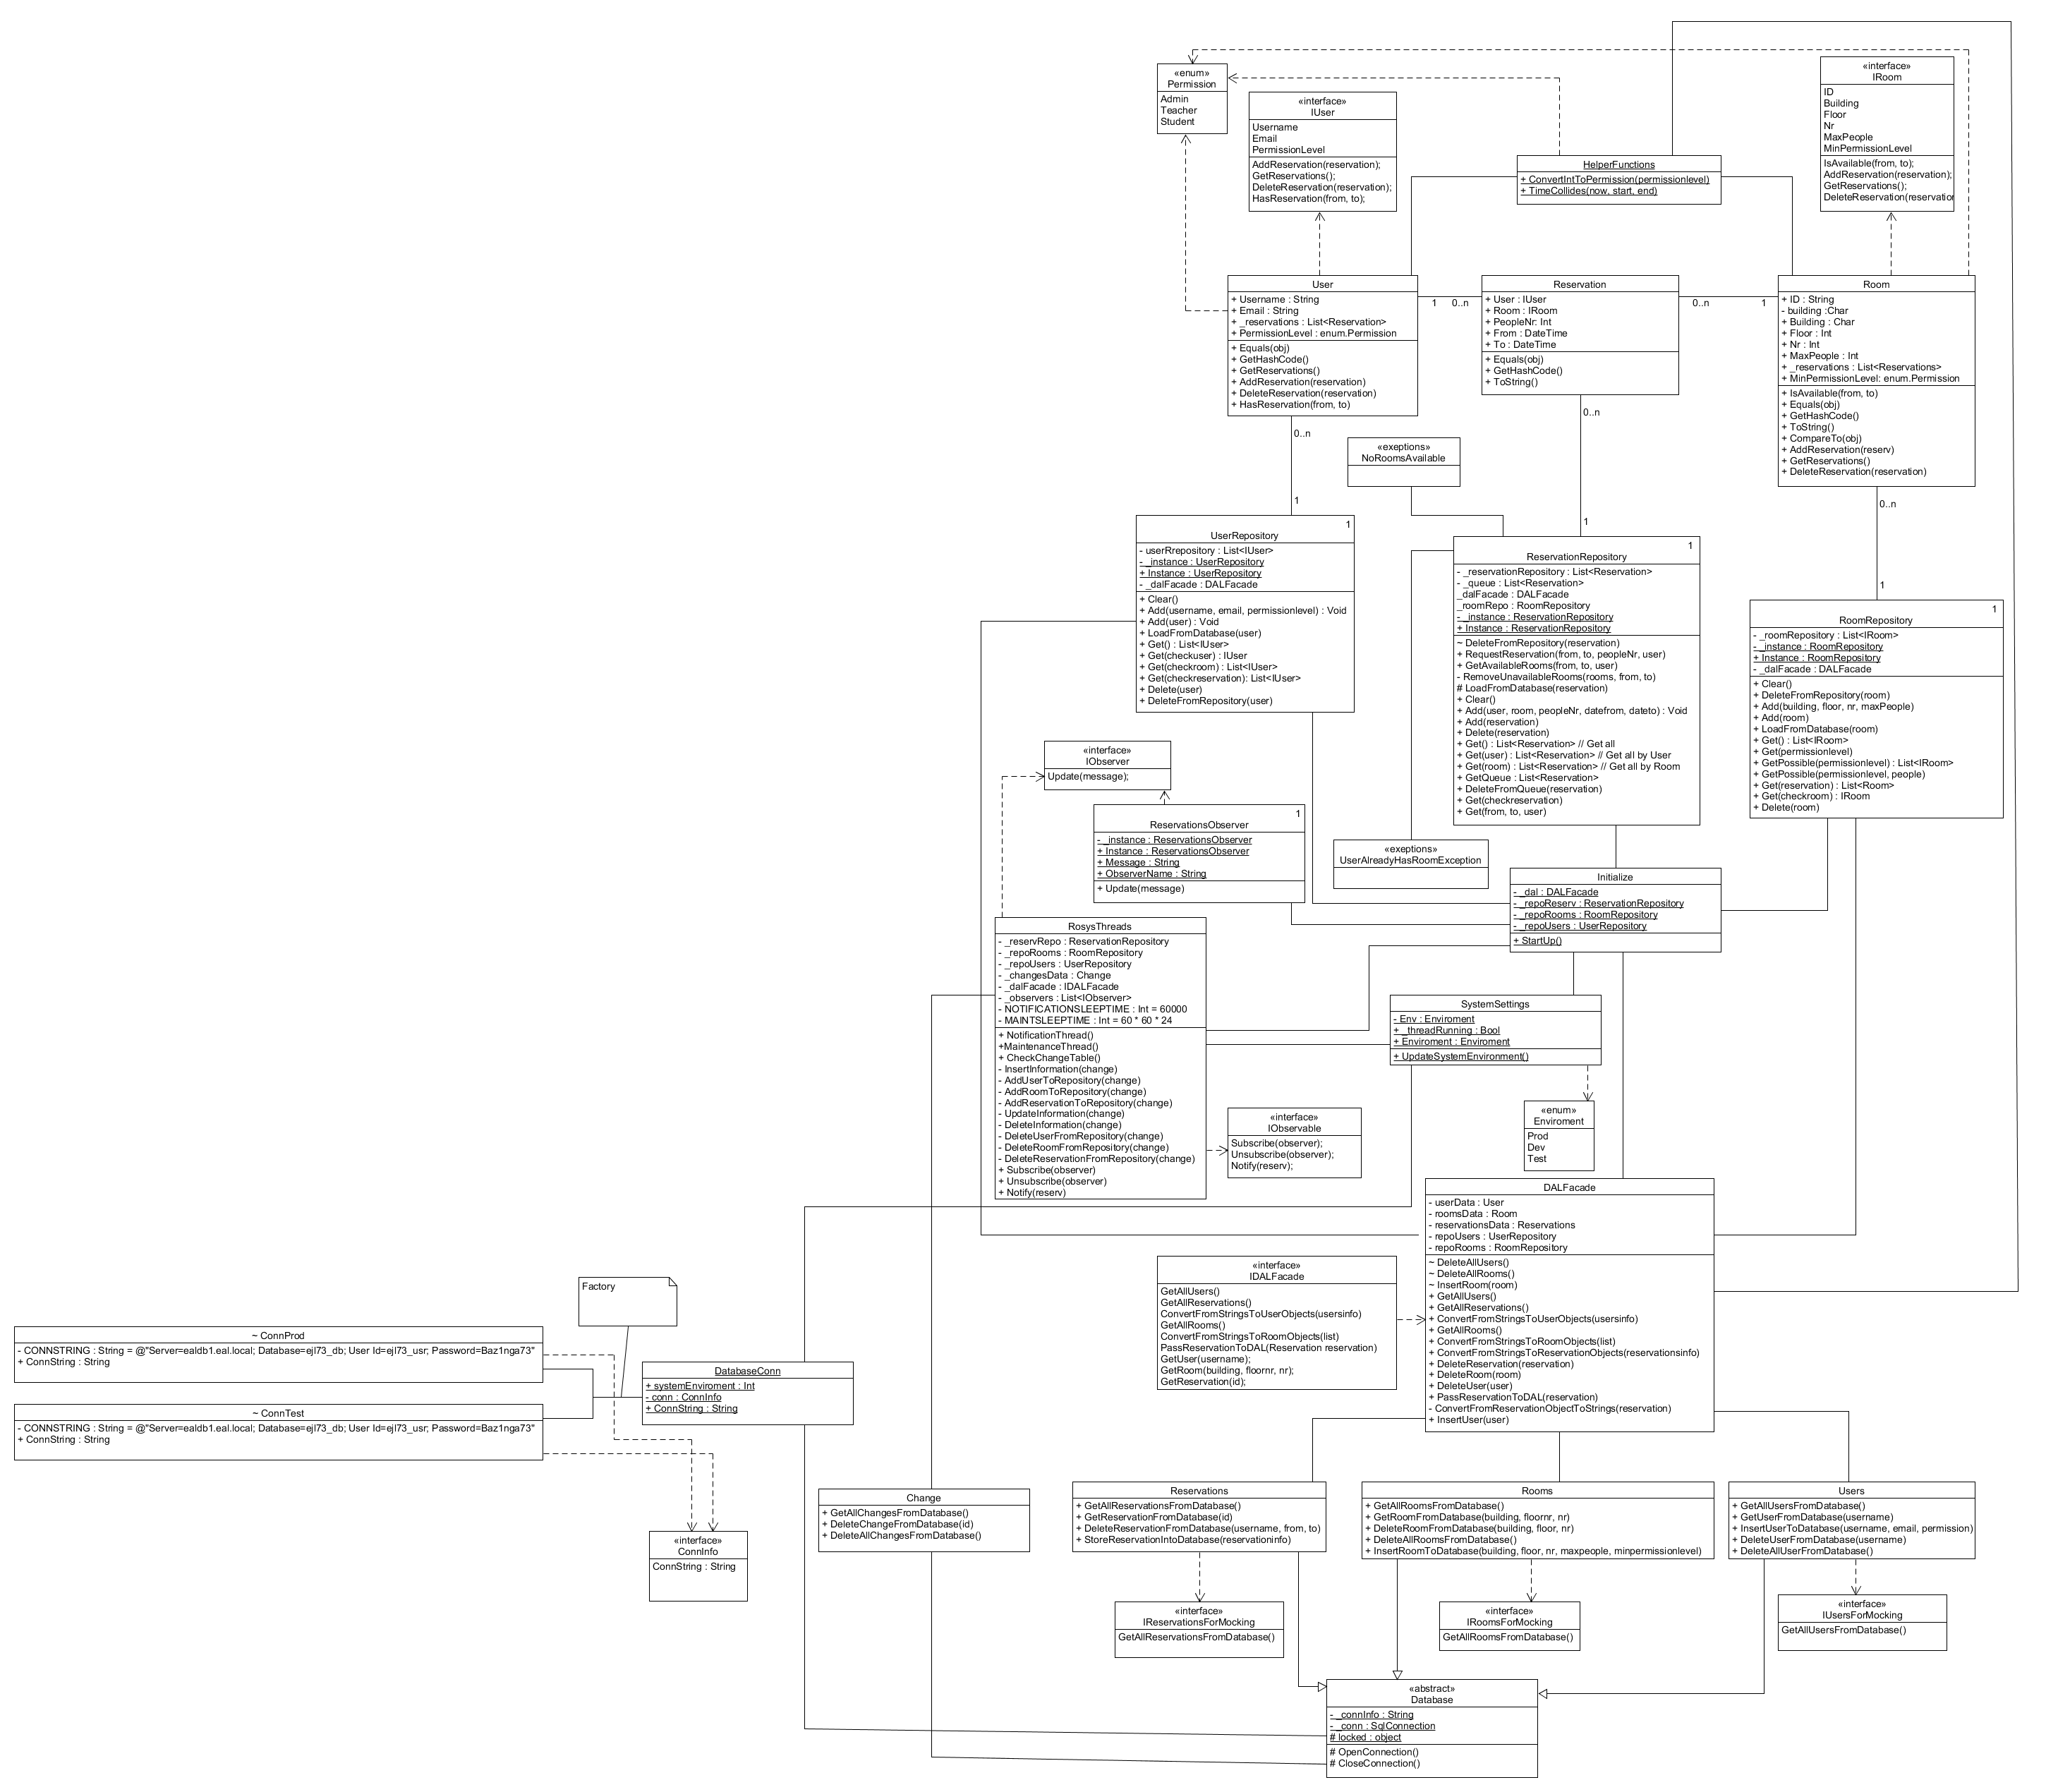 «enum»
Permission
Admin
Teacher
Student
«interface»
IUser
Username
Email
PermissionLevel
AddReservation(reservation);
GetReservations();
DeleteReservation(reservation);
HasReservation(from, to);
HelperFunctions
+ ConvertIntToPermission(permissionlevel)
+ TimeCollides(now, start, end)
«interface»
IRoom
ID
Building
Floor
Nr
MaxPeople
MinPermissionLevel
IsAvailable(from, to);
AddReservation(reservation);
GetReservations();
DeleteReservation(reservation
User
+ Username : String
+ Email : String
+ _reservations : List<Reservation>
+ PermissionLevel : enum.Permission
+ Equals(obj)
+ GetHashCode()
+ GetReservations()
+ AddReservation(reservation)
+ DeleteReservation(reservation)
+ HasReservation(from, to)
1
0..n
Reservation
+ User : IUser
+ Room : IRoom
+ PeopleNr: Int
+ From : DateTime
+ To : DateTime
+ Equals(obj)
+ GetHashCode()
+ ToString()
0..n
1
Room
+ ID : String
- building :Char
+ Building : Char
+ Floor : Int
+ Nr : Int
+ MaxPeople : Int
+ _reservations : List<Reservations>
+ MinPermissionLevel: enum.Permission
+ IsAvailable(from, to)
+ Equals(obj)
+ GetHashCode()
+ ToString()
+ CompareTo(obj)
+ AddReservation(reserv)
+ GetReservations()
+ DeleteReservation(reservation)
0..n
1
0..n
1
0..n
1
«exeptions»
NoRoomsAvailable
1
UserRepository
- userRrepository : List<IUser>
- _instance : UserRepository
+ Instance : UserRepository
- _dalFacade : DALFacade
+ Clear()
+ Add(username, email, permissionlevel) : Void
+ Add(user) : Void
+ LoadFromDatabase(user)
+ Get() : List<IUser>
+ Get(checkuser) : IUser
+ Get(checkroom) : List<IUser>
+ Get(checkreservation): List<IUser>
+ Delete(user)
+ DeleteFromRepository(user)
1
ReservationRepository
- _reservationRepository : List<Reservation>
- _queue : List<Reservation>
_dalFacade : DALFacade
_roomRepo : RoomRepository
- _instance : ReservationRepository
+ Instance : ReservationRepository
~ DeleteFromRepository(reservation)
+ RequestReservation(from, to, peopleNr, user)
+ GetAvailableRooms(from, to, user)
- RemoveUnavailableRooms(rooms, from, to)
# LoadFromDatabase(reservation)
+ Clear()
+ Add(user, room, peopleNr, datefrom, dateto) : Void
+ Add(reservation)
+ Delete(reservation)
+ Get() : List<Reservation> // Get all
+ Get(user) : List<Reservation> // Get all by User
+ Get(room) : List<Reservation> // Get all by Room
+ GetQueue : List<Reservation>
+ DeleteFromQueue(reservation)
+ Get(checkreservation)
+ Get(from, to, user)
1
RoomRepository
- _roomRepository : List<IRoom>
- _instance : RoomRepository
+ Instance : RoomRepository
- _dalFacade : DALFacade
+ Clear()
+ DeleteFromRepository(room)
+ Add(building, floor, nr, maxPeople)
+ Add(room)
+ LoadFromDatabase(room)
+ Get() : List<IRoom>
+ Get(permissionlevel)
+ GetPossible(permissionlevel) : List<IRoom>
+ GetPossible(permissionlevel, people)
+ Get(reservation) : List<Room>
+ Get(checkroom) : IRoom
+ Delete(room)
«interface»
IObserver
Update(message);
1
ReservationsObserver
- _instance : ReservationsObserver
+ Instance : ReservationsObserver
+ Message : String
+ ObserverName : String
+ Update(message)
«exeptions»
UserAlreadyHasRoomException
Initialize
- _dal : DALFacade
- _repoReserv : ReservationRepository
- _repoRooms : RoomRepository
- _repoUsers : UserRepository
+ StartUp()
RosysThreads
- _reservRepo : ReservationRepository
- _repoRooms : RoomRepository
- _repoUsers : UserRepository
- _changesData : Change
- _dalFacade : IDALFacade
- _observers : List<IObserver>
- NOTIFICATIONSLEEPTIME : Int = 60000
- MAINTSLEEPTIME : Int = 60 * 60 * 24
+ NotificationThread()
+MaintenanceThread()
+ CheckChangeTable()
- InsertInformation(change)
- AddUserToRepository(change)
- AddRoomToRepository(change)
- AddReservationToRepository(change)
- UpdateInformation(change)
- DeleteInformation(change)
- DeleteUserFromRepository(change)
- DeleteRoomFromRepository(change)
- DeleteReservationFromRepository(change)
+ Subscribe(observer)
+ Unsubscribe(observer)
+ Notify(reserv)
SystemSettings
- Env : Enviroment
+ _threadRunning : Bool
+ Enviroment : Enviroment
+ UpdateSystemEnvironment()
«enum»
Enviroment
Prod
Dev
Test
«interface»
IObservable
Subscribe(observer);
Unsubscribe(observer);
Notify(reserv);
DALFacade
- userData : User
- roomsData : Room
- reservationsData : Reservations
- repoUsers : UserRepository
- repoRooms : RoomRepository
~ DeleteAllUsers()
~ DeleteAllRooms()
~ InsertRoom(room)
+ GetAllUsers()
+ GetAllReservations()
+ ConvertFromStringsToUserObjects(usersinfo)
+ GetAllRooms()
+ ConvertFromStringsToRoomObjects(list)
+ ConvertFromStringsToReservationObjects(reservationsinfo)
+ DeleteReservation(reservation)
+ DeleteRoom(room)
+ DeleteUser(user)
+ PassReservationToDAL(reservation)
- ConvertFromReservationObjectToStrings(reservation)
+ InsertUser(user)
«interface»
IDALFacade
GetAllUsers()
GetAllReservations()
ConvertFromStringsToUserObjects(usersinfo)
GetAllRooms()
ConvertFromStringsToRoomObjects(list)
PassReservationToDAL(Reservation reservation)
GetUser(username);
GetRoom(building, floornr, nr);
GetReservation(id);
Factory
~ ConnProd
- CONNSTRING : String = @"Server=ealdb1.eal.local; Database=ejl73_db; User Id=ejl73_usr; Password=Baz1nga73"
+ ConnString : String
~ ConnTest
- CONNSTRING : String = @"Server=ealdb1.eal.local; Database=ejl73_db; User Id=ejl73_usr; Password=Baz1nga73"
+ ConnString : String
DatabaseConn
+ systemEnviroment : Int
- conn : ConnInfo
+ ConnString : String
«interface»
ConnInfo
ConnString : String
Change
+ GetAllChangesFromDatabase()
+ DeleteChangeFromDatabase(id)
+ DeleteAllChangesFromDatabase()
Reservations
+ GetAllReservationsFromDatabase()
+ GetReservationFromDatabase(id)
+ DeleteReservationFromDatabase(username, from, to)
+ StoreReservationIntoDatabase(reservationinfo)
Rooms
+ GetAllRoomsFromDatabase()
+ GetRoomFromDatabase(building, floornr, nr)
+ DeleteRoomFromDatabase(building, floor, nr)
+ DeleteAllRoomsFromDatabase()
+ InsertRoomToDatabase(building, floor, nr, maxpeople, minpermissionlevel)
Users
+ GetAllUsersFromDatabase()
+ GetUserFromDatabase(username)
+ InsertUserToDatabase(username, email, permission)
+ DeleteUserFromDatabase(username)
+ DeleteAllUserFromDatabase()
«interface»
IReservationsForMocking
GetAllReservationsFromDatabase()
«interface»
IRoomsForMocking
GetAllRoomsFromDatabase()
«interface»
IUsersForMocking
GetAllUsersFromDatabase()
«abstract»
Database
- _connInfo : String
- _conn : SqlConnection
# locked : object
# OpenConnection()
# CloseConnection()